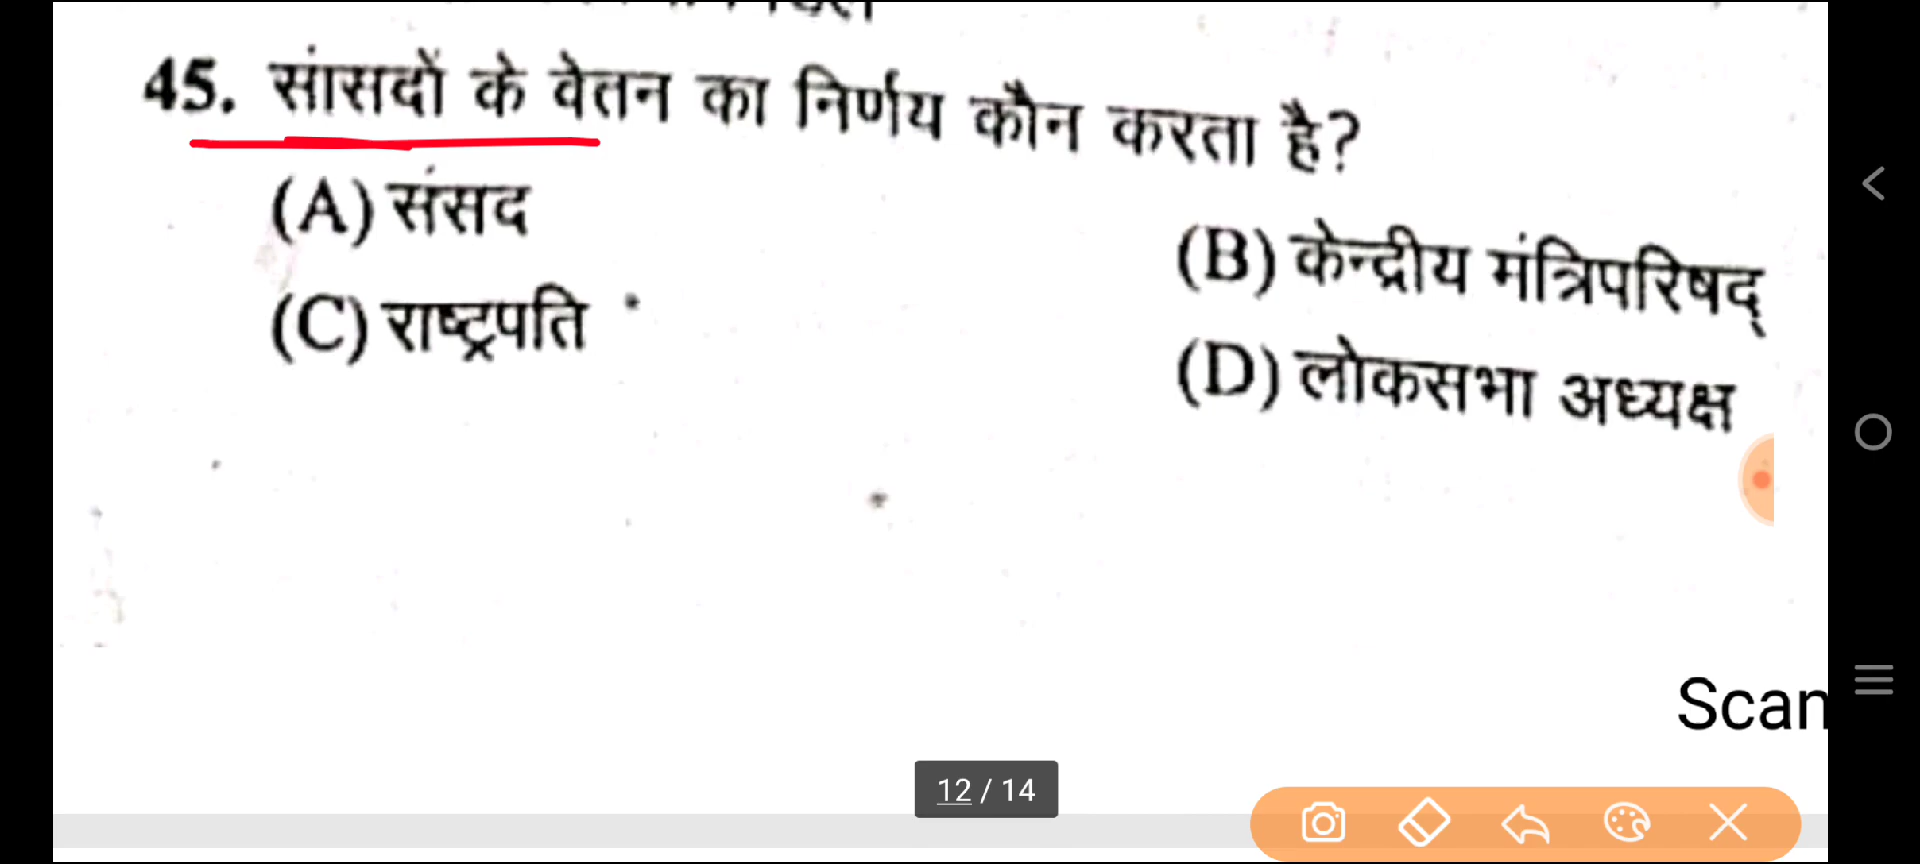 45. सांसदों के वेतन का निर्णय कौन करता है?
(A) संसद
(B) केन्द्रीय मंत्रिपरिषद्
(C) राष्ट्रपति
(D) लोकसभा अध्यक्ष
Scan
12 / 14